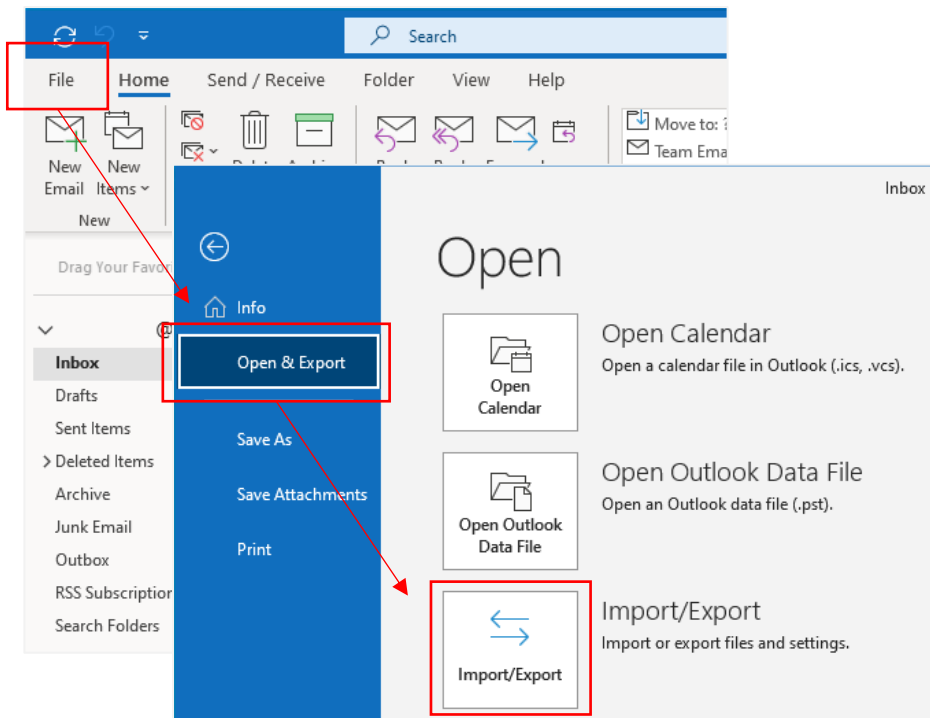 Search
File Home Send / Receive Folder View Help
New Email
New Items
Move to: ?
Team Ema
New
Drag Your Favor
@
Inbox
Drafts
Sent Items
Deleted Items
Archive
Junk Email
Outbox
RSS Subscription
Search Folders
Inbox
Info
Open & Export
Save As
Save Attachments
Print
Open
Open
Calendar
Open Calendar
Open a calendar file in Outlook (.ics, .vcs).
Open Outlook
Data File
Open Outlook Data File
Open an Outlook data file (.pst).
Import/Export
Import/Export
Import or export files and settings.